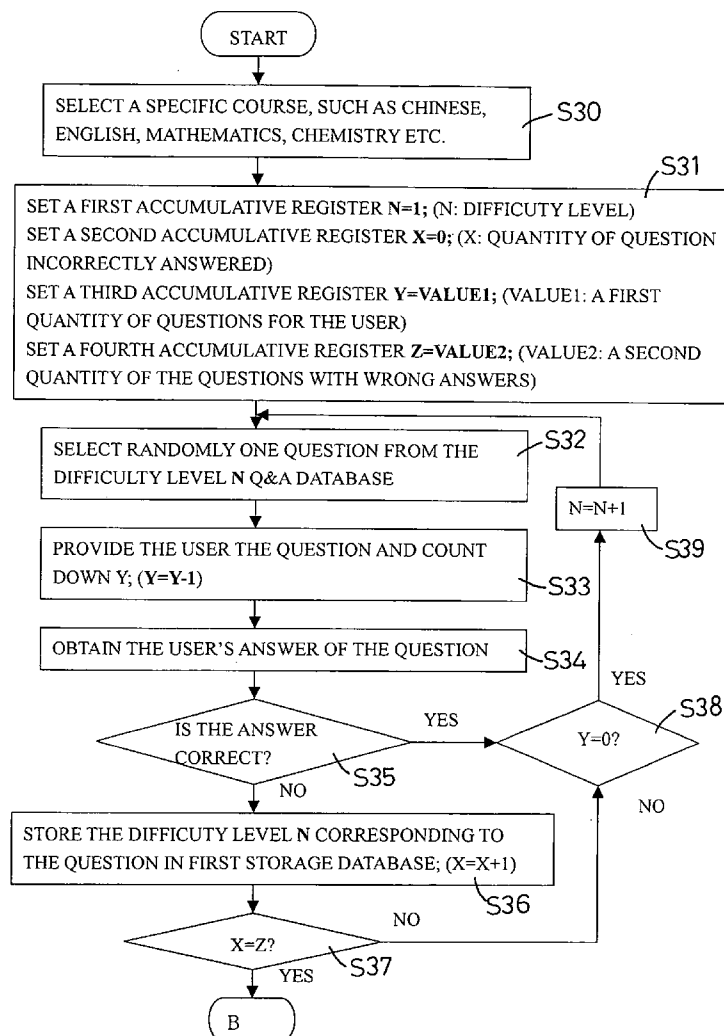 START
SELECT A SPECIFIC COURSE, SUCH AS CHINESE,
ENGLISH, MATHEMATICS, CHEMISTRY ETC.
S30
S31
SET A FIRST ACCUMULATIVE REGISTER N=1; (N: DIFFICUTY LEVEL)
SET A SECOND ACCUMULATIVE REGISTER X=0; (X: QUANTITY OF QUESTION
INCORRECTLY ANSWERED)
SET A THIRD ACCUMULATIVE REGISTER Y=VALUE1; (VALUE1: A FIRST
QUANTITY OF QUESTIONS FOR THE USER)
SET A FOURTH ACCUMULATIVE REGISTER Z=VALUE2; (VALUE2: A SECOND
QUANTITY OF THE QUESTIONS WITH WRONG ANSWERS)
SELECT RANDOMLY ONE QUESTION FROM THE
DIFFICULTY LEVEL N Q&A DATABASE
S32
N=N+1
S39
PROVIDE THE USER THE QUESTION AND COUNT
DOWN Y; (Y=Y-1)
S33
OBTAIN THE USER'S ANSWER OF THE QUESTION
S34
YES
IS THE ANSWER
CORRECT?
S35
YES
Y=0?
S38
NO
NO
STORE THE DIFFICUTY LEVEL N CORRESPONDING TO
THE QUESTION IN FIRST STORAGE DATABASE; (X=X+1)
S36
X=Z?
S37
NO
YES
B